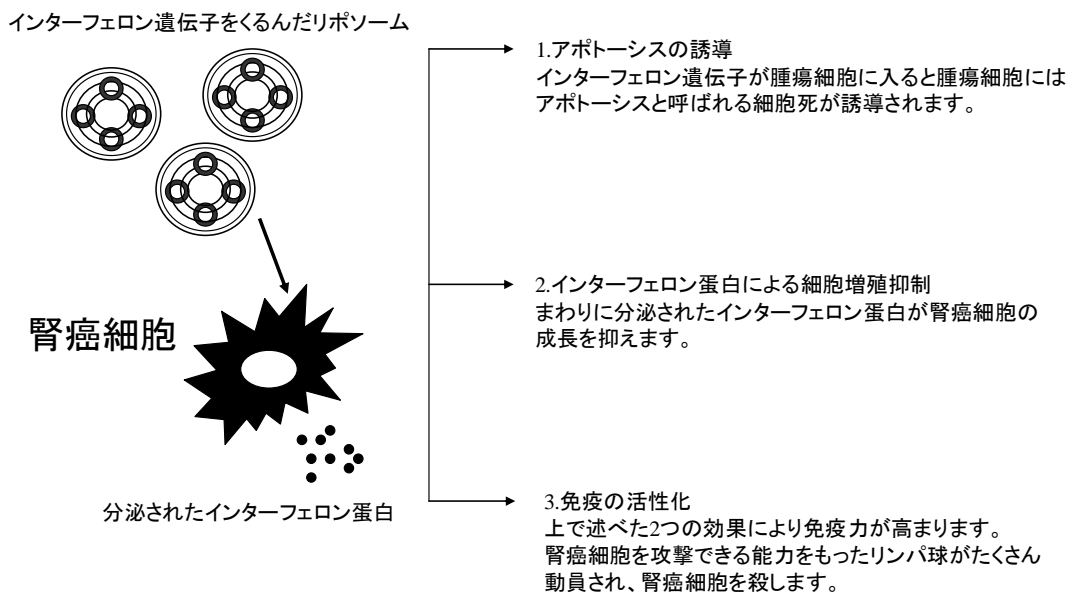 インターフェロン遺伝子をくるんだリポソーム
腎癌細胞
分泌されたインターフェロン蛋白
1.アポトーシスの誘導
インターフェロン遺伝子が腫瘍細胞に入ると腫瘍細胞には
アポトーシスと呼ばれる細胞死が誘導されます。
2.インターフェロン蛋白による細胞増殖抑制
まわりに分泌されたインターフェロン蛋白が腎癌細胞の
成長を抑えます。
3.免疫の活性化
上で述べた2つの効果により免疫力が高まります。
腎癌細胞を攻撃できる能力をもったリンパ球がたくさん
動員され、腎癌細胞を殺します。